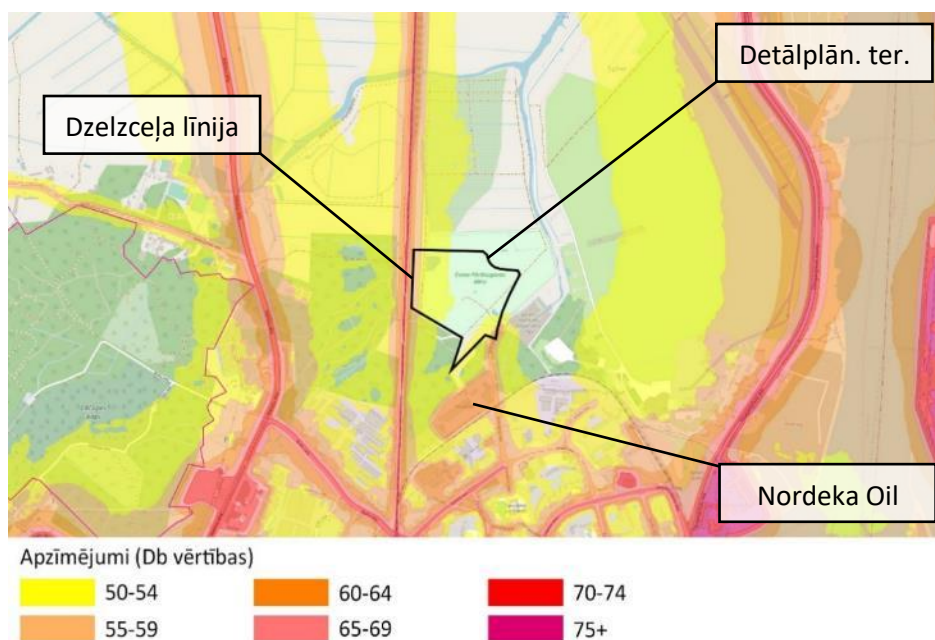 Detālplān. ter.
Dzelzceļa līnija
Nordeka Oil
Apzīmējumi (Db vērtības)
50-54
60-64
70-74
55-59
65-69
75+